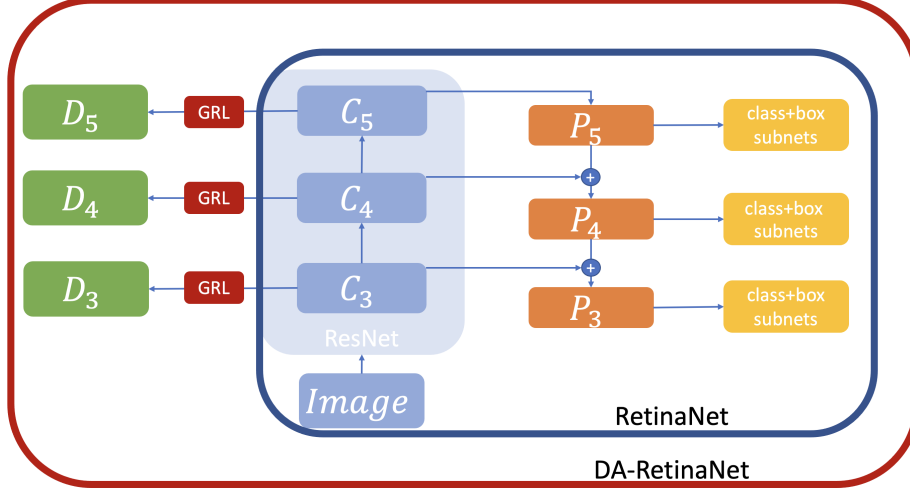 D5
GRL
C5
P5
class+box
subnets
D4
GRL
C4
+
P4
class+box
subnets
D3
GRL
C3
+
P3
class+box
subnets
ResNet
Image
RetinaNet
DA-RetinaNet